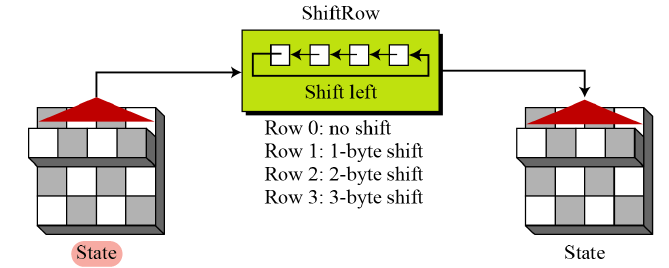 ShiftRow
Shift left
Row 0: no shift
Row 1: 1-byte shift
Row 2: 2-byte shift
Row 3: 3-byte shift
State
State